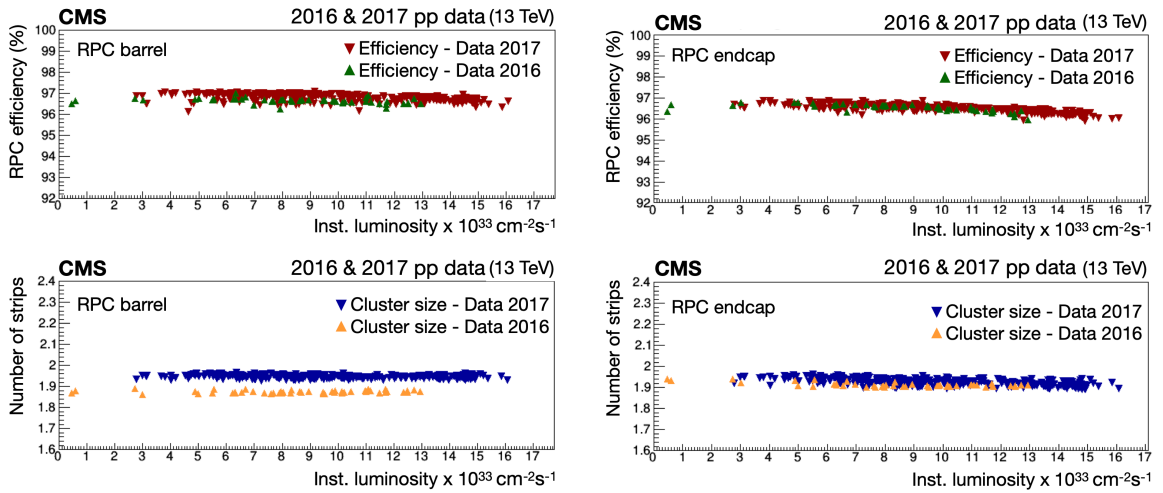 CMS 2016 & 2017 pp data (13 TeV)
RPC efficiency (%)
100
99
98
97
96
95
94
93
92
RPC barrel
Efficiency - Data 2017
Efficiency - Data 2016
0 1 2 3 4 5 6 7 8 9 10 11 12 13 14 15 16 17
Inst. luminosity x 10³³ cm-2s-1
CMS 2016 & 2017 pp data (13 TeV)
RPC efficiency (%)
100
99
98
97
96
95
94
93
92
RPC endcap
Efficiency - Data 2017
Efficiency - Data 2016
0 1 2 3 4 5 6 7 8 9 10 11 12 13 14 15 16 17
Inst. luminosity x 10³³ cm-2s-1
CMS 2016 & 2017 pp data (13 TeV)
Number of strips
2.4
2.3
2.2
2.1
2
1.9
1.8
1.7
1.6
RPC barrel
Cluster size - Data 2017
Cluster size - Data 2016
0 1 2 3 4 5 6 7 8 9 10 11 12 13 14 15 16 17
Inst. luminosity x 10³³ cm-2s-1
CMS 2016 & 2017 pp data (13 TeV)
Number of strips
2.4
2.3
2.2
2.1
2
1.9
1.8
1.7
1.6
RPC endcap
Cluster size - Data 2017
Cluster size - Data 2016
0 1 2 3 4 5 6 7 8 9 10 11 12 13 14 15 16 17
Inst. luminosity x 10³³ cm-2s-1